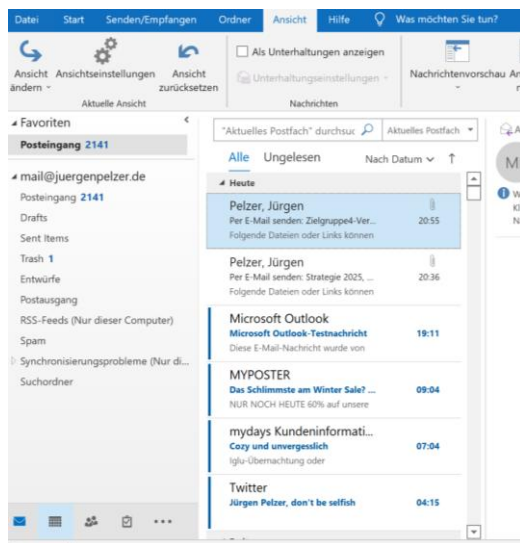 Datei Start Senden/Empfangen Ordner Ansicht Hilfe Was möchten Sie tun?
Ansicht ändern
Ansichtseinstellungen
Ansicht zurücksetzen
Aktuelle Ansicht
Als Unterhaltungen anzeigen
Unterhaltungseinstellungen
Nachrichten
Nachrichtenvorschau
Favoriten
Posteingang 2141
mail@juergenpelzer.de
Posteingang 2141
Drafts
Sent Items
Trash 1
Entwürfe
Postausgang
RSS-Feeds (Nur dieser Computer)
Spam
Synchronisierungsprobleme (Nur di...
Suchordner
"Aktuelles Postfach" durchsuc Aktuelles Postfach
Alle Ungelesen Nach Datum
Heute
Pelzer, Jürgen
Per E-Mail senden: Zielgruppe4-Ver... 20:55
Folgende Dateien oder Links können
Pelzer, Jürgen
Per E-Mail senden: Strategie 2025, ... 20:36
Folgende Dateien oder Links können
Microsoft Outlook
Microsoft Outlook-Testnachricht 19:11
Diese E-Mail-Nachricht wurde von
MYPOSTER
Das Schlimmste am Winter Sale? ... 09:04
NUR NOCH HEUTE 60% auf unsere
mydays Kundeninformati...
Cozy und unvergesslich 07:04
Iglu-Übernachtung oder
Twitter
Jürgen Pelzer, don't be selfish 04:15
M